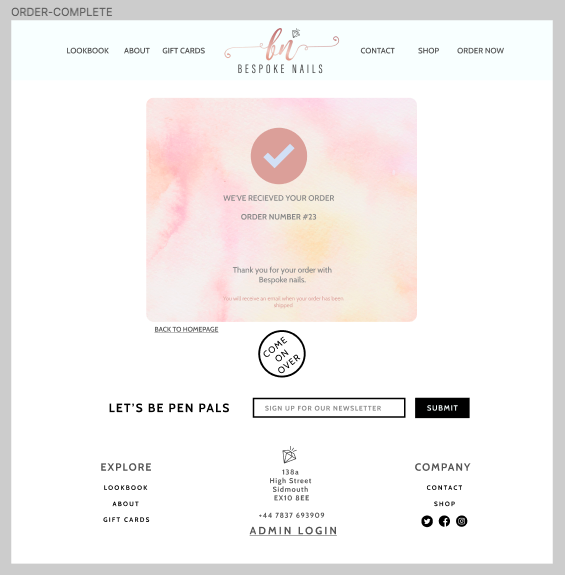 ORDER-COMPLETE
LOOKBOOK ABOUT GIFT CARDS bn CONTACT SHOP ORDER NOW
BESPOKE NAILS
WE'VE RECIEVED YOUR ORDER
ORDER NUMBER #23
Thank you for your order with
Bespoke nails.
You will receive an email when your order has been
shipped
BACK TO HOMEPAGE
COME
ON
OVER
LET'S BE PEN PALS SIGN UP FOR OUR NEWSLETTER SUBMIT
EXPLORE
LOOKBOOK
ABOUT
GIFT CARDS
138a
High Street
Sidmouth
EX10 8EE
+44 7837 693909
ADMIN LOGIN
COMPANY
CONTACT
SHOP